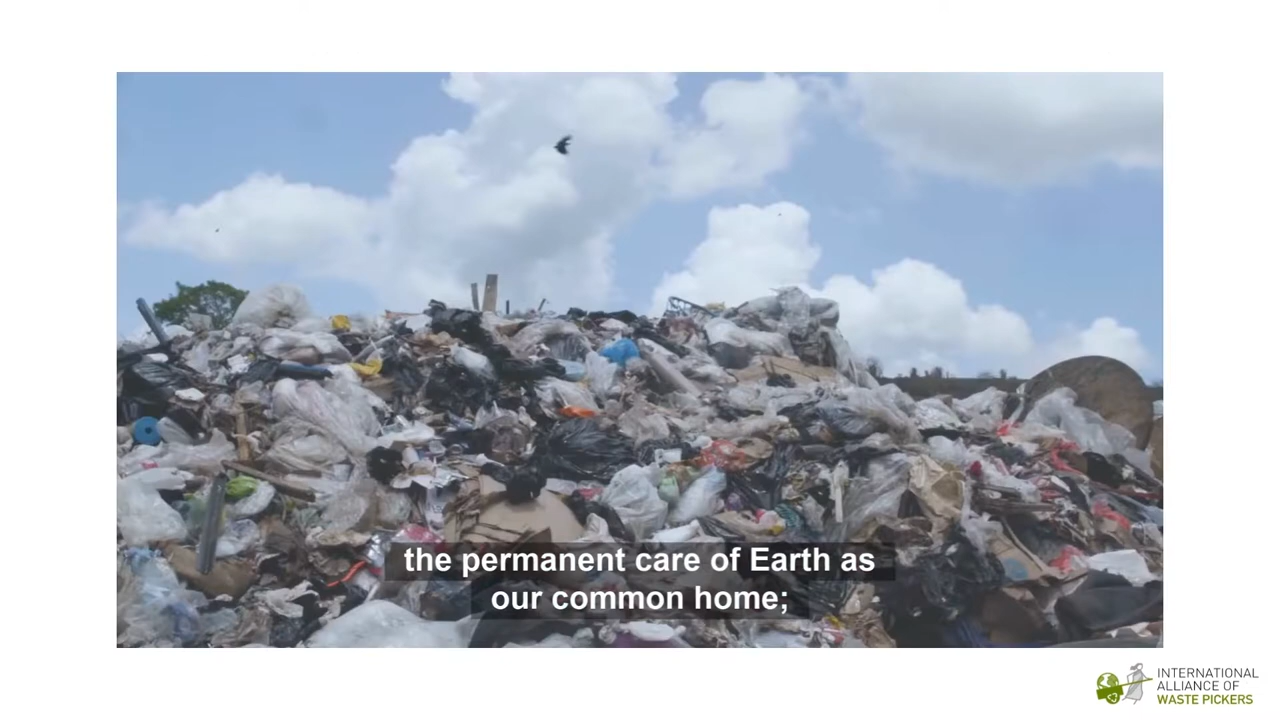 the permanent care of Earth as
our common home;
INTERNATIONAL
ALLIANCE OF
WASTE PICKERS